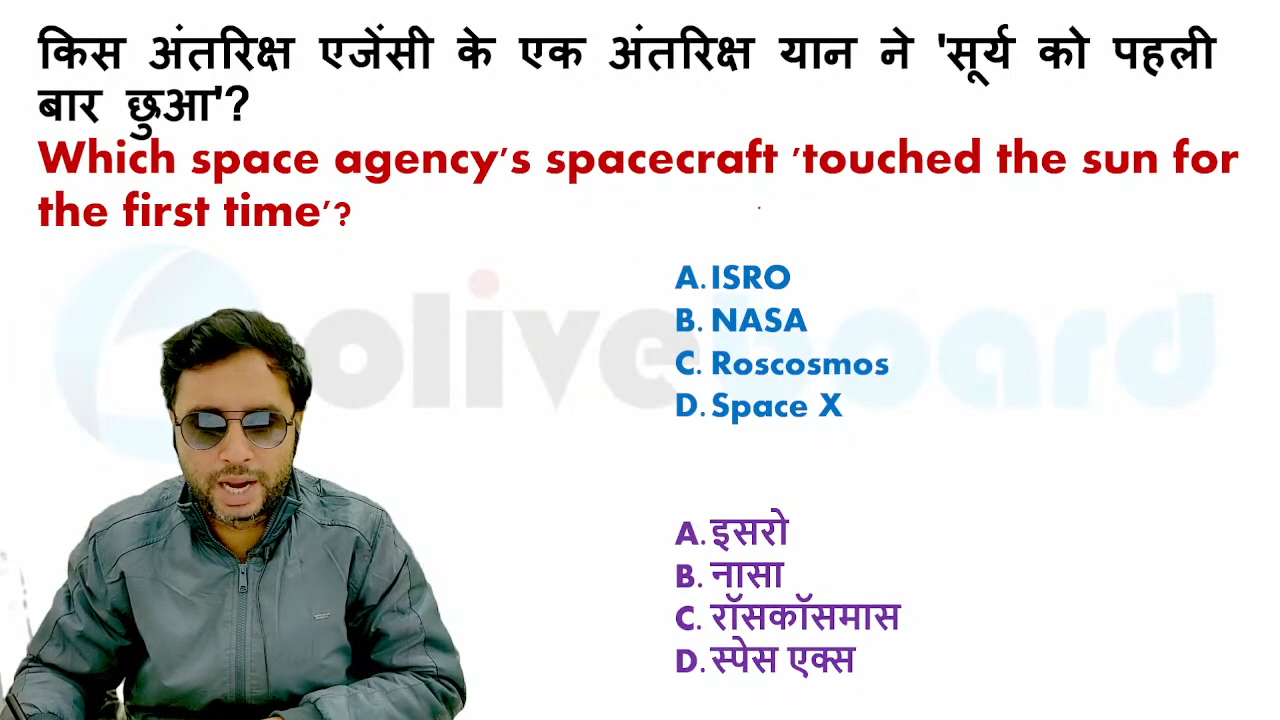 किस अंतरिक्ष एजेंसी के एक अंतरिक्ष यान ने 'सूर्य को पहली
बार छुआ'?
Which space agency's spacecraft 'touched the sun for
the first time'?
oliveboard
A. ISRO
B. NASA
C. Roscosmos
D. Space X
A. इसरो
B. नासा
C. रॉसकॉसमास
D. स्पेस एक्स